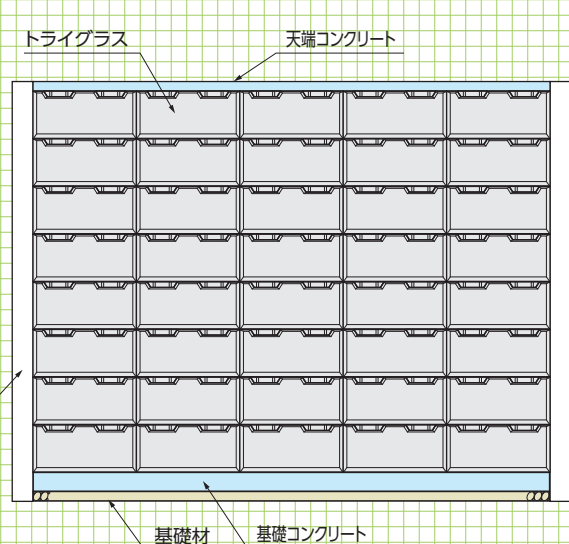 トライグラス
天端コンクリート
基礎材
基礎コンクリート